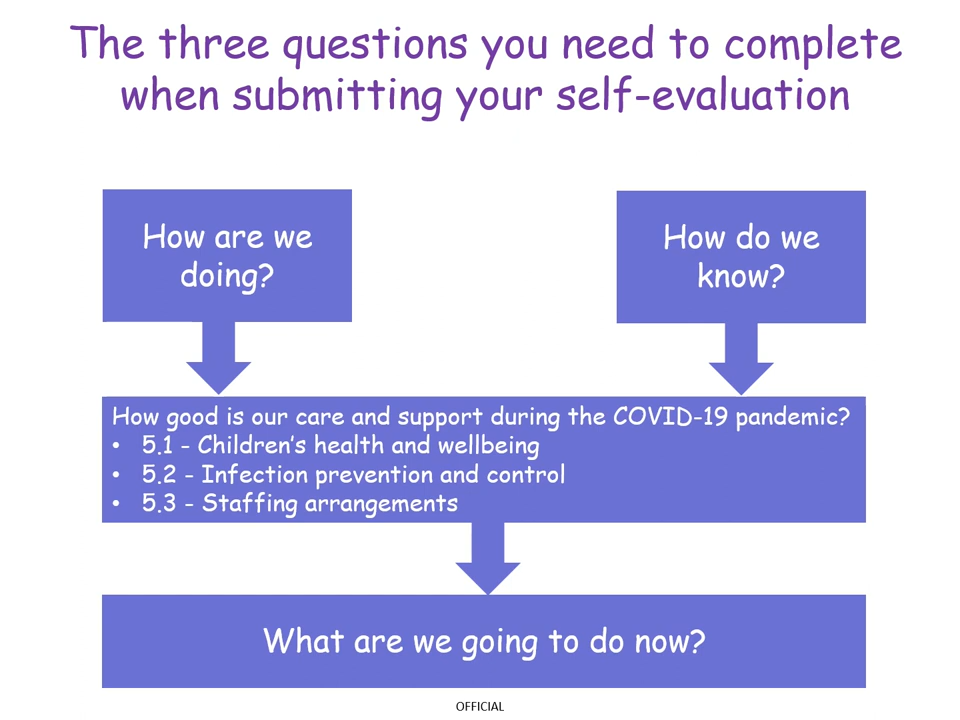 The three questions you need to complete
when submitting your self-evaluation
How are we
doing?
How do we
know?
How good is our care and support during the COVID-19 pandemic?
• 5.1 - Children's health and wellbeing
• 5.2 - Infection prevention and control
• 5.3 - Staffing arrangements
What are we going to do now?
OFFICIAL